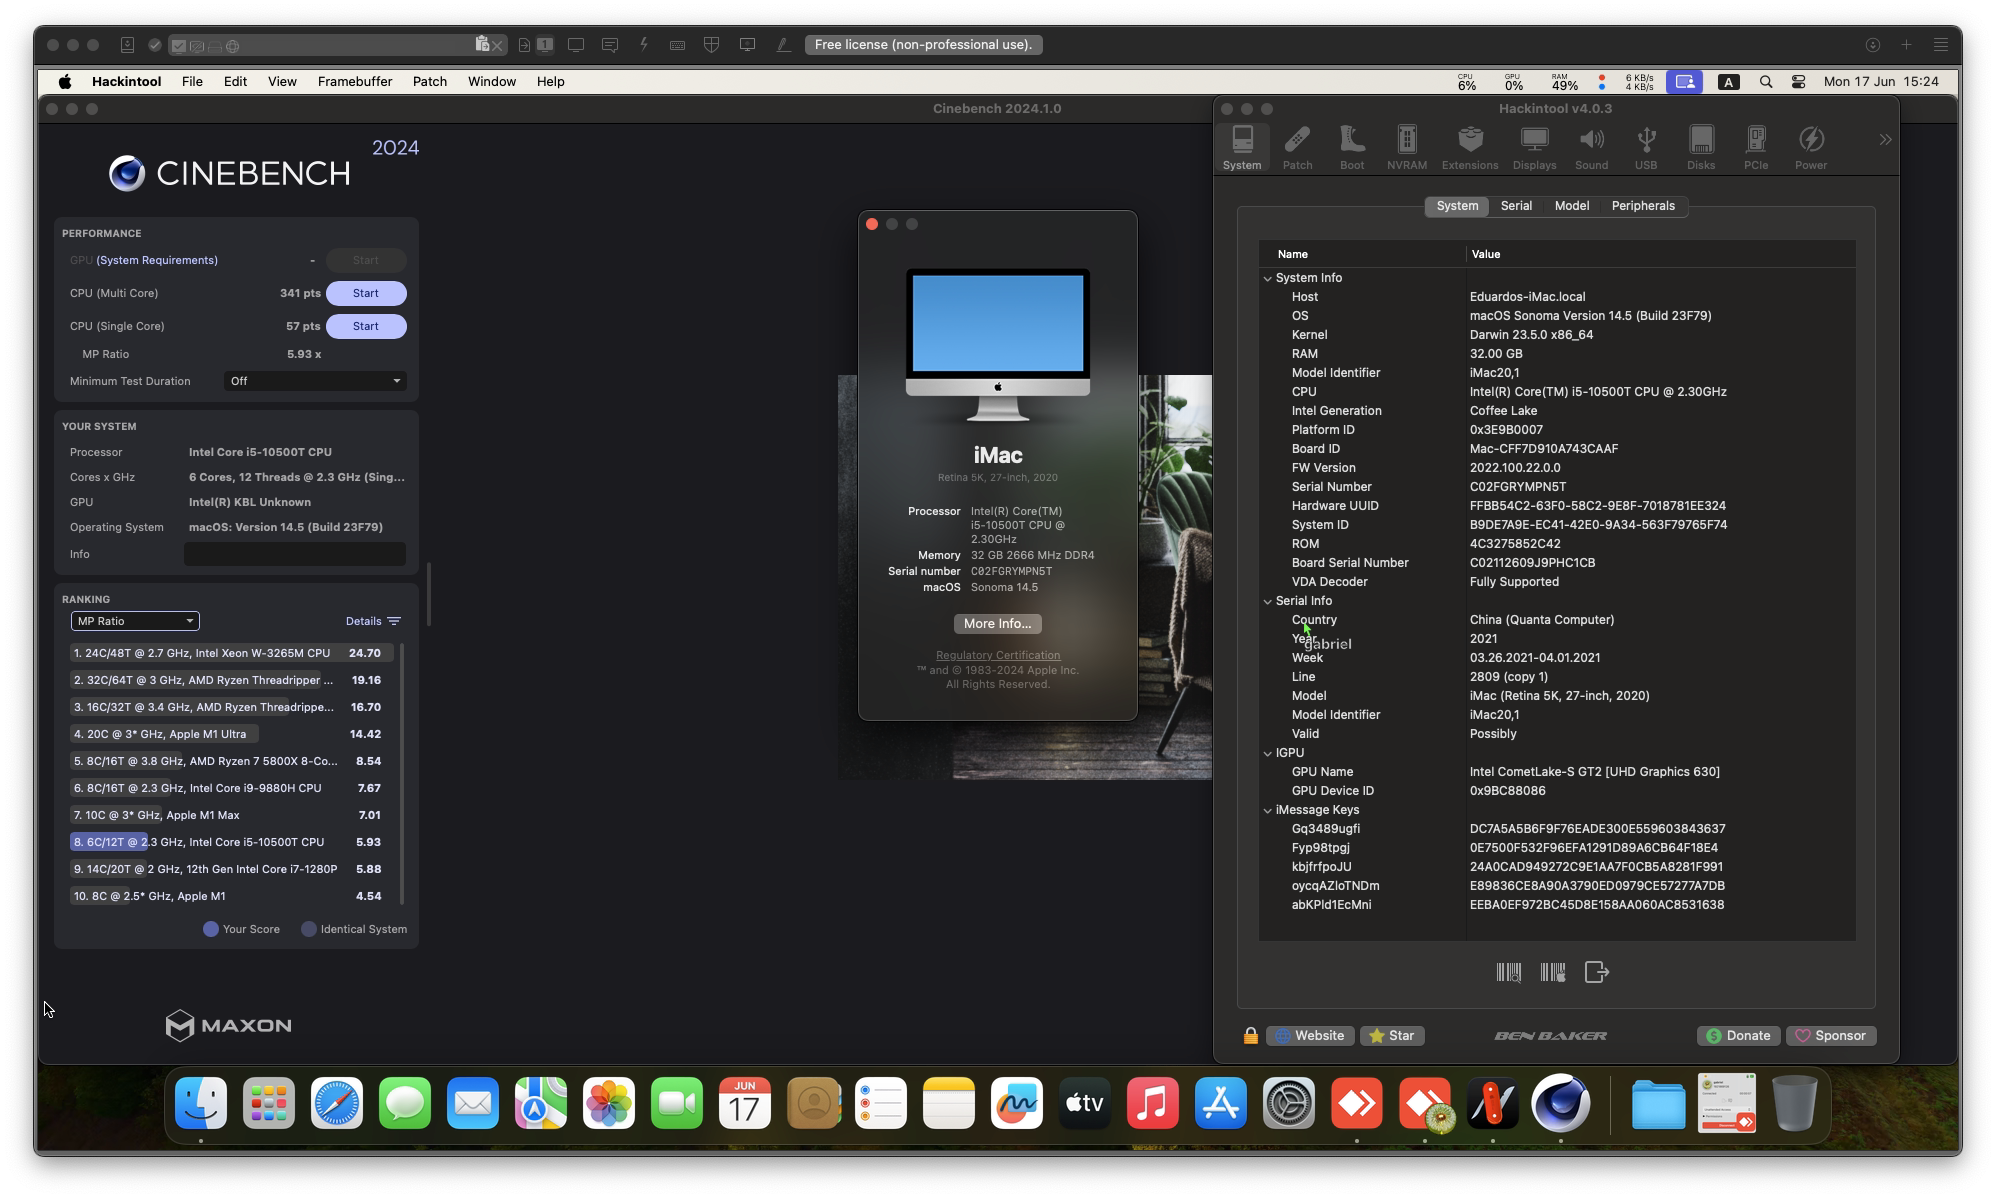 1
Free license (non-professional use).
Hackintool File Edit View Framebuffer Patch Window Help
CPU 6% GPU 0% RAM 49% 6 KB/s 4 KB/s A Mon 17 Jun 15:24
Cinebench 2024.1.0
CINEBENCH 2024
PERFORMANCE
GPU (System Requirements) - Start
CPU (Multi Core) 341 pts Start
CPU (Single Core) 57 pts Start
MP Ratio 5.93 x
Minimum Test Duration Off
YOUR SYSTEM
Processor Intel Core i5-10500T CPU
Cores x GHz 6 Cores, 12 Threads @ 2.3 GHz (Sing...
GPU Intel(R) KBL Unknown
Operating System macOS: Version 14.5 (Build 23F79)
Info
RANKING
MP Ratio Details
1. 24C/48T @ 2.7 GHz, Intel Xeon W-3265M CPU 24.70
2. 32C/64T @ 3 GHz, AMD Ryzen Threadripper ... 19.16
3. 16C/32T @ 3.4 GHz, AMD Ryzen Threadrippe... 16.70
4. 20C @ 3* GHz, Apple M1 Ultra 14.42
5. 8C/16T @ 3.8 GHz, AMD Ryzen 7 5800X 8-Co... 8.54
6. 8C/16T @ 2.3 GHz, Intel Core i9-9880H CPU 7.67
7. 10C @ 3* GHz, Apple M1 Max 7.01
8. 6C/12T @ 2.3 GHz, Intel Core i5-10500T CPU 5.93
9. 14C/20T @ 2 GHz, 12th Gen Intel Core i7-1280P 5.88
10. 8C @ 2.5* GHz, Apple M1 4.54
Your Score Identical System
MAXON
iMac
Retina 5K, 27-inch, 2020
Processor Intel(R) Core(TM)
i5-10500T CPU @
2.30GHz
Memory 32 GB 2666 MHz DDR4
Serial number C02FGRYMPN5T
macOS Sonoma 14.5
More Info...
Regulatory Certification
™ and © 1983-2024 Apple Inc.
All Rights Reserved.
Hackintool v4.0.3
System Patch Boot NVRAM Extensions Displays Sound USB Disks PCIe Power
System Serial Model Peripherals
Name Value
System Info
Host Eduardos-iMac.local
OS macOS Sonoma Version 14.5 (Build 23F79)
Kernel Darwin 23.5.0 x86_64
RAM 32.00 GB
Model Identifier iMac20,1
CPU Intel(R) Core(TM) i5-10500T CPU @ 2.30GHz
Intel Generation Coffee Lake
Platform ID 0x3E9B0007
Board ID Mac-CFF7D910A743CAAF
FW Version 2022.100.22.0.0
Serial Number C02FGRYMPN5T
Hardware UUID FFBB54C2-63F0-58C2-9E8F-7018781EE324
System ID B9DE7A9E-EC41-42E0-9A34-563F79765F74
ROM 4C3275852C42
Board Serial Number C02112609J9PHC1CB
VDA Decoder Fully Supported
Serial Info
Country China (Quanta Computer)
Year 2021
gabriel
Week 03.26.2021-04.01.2021
Line 2809 (copy 1)
Model iMac (Retina 5K, 27-inch, 2020)
Model Identifier iMac20,1
Valid Possibly
IGPU
GPU Name Intel CometLake-S GT2 [UHD Graphics 630]
GPU Device ID 0x9BC88086
iMessage Keys
Gq3489ugfi DC7A5A5B6F9F76EADE300E559603843637
Fyp98tpgj 0E7500F532F96EFA1291D89A6CB64F18E4
kbjfrfpoJU 24A0CAD949272C9E1AA7F0CB5A8281F991
oycqAZloTNDm E89836CE8A90A3790ED0979CE57277A7DB
abKPld1EcMni EEBA0EF972BC45D8E158AA060AC8531638
Website Star BEN BAKER Donate Sponsor
JUN
17
tv